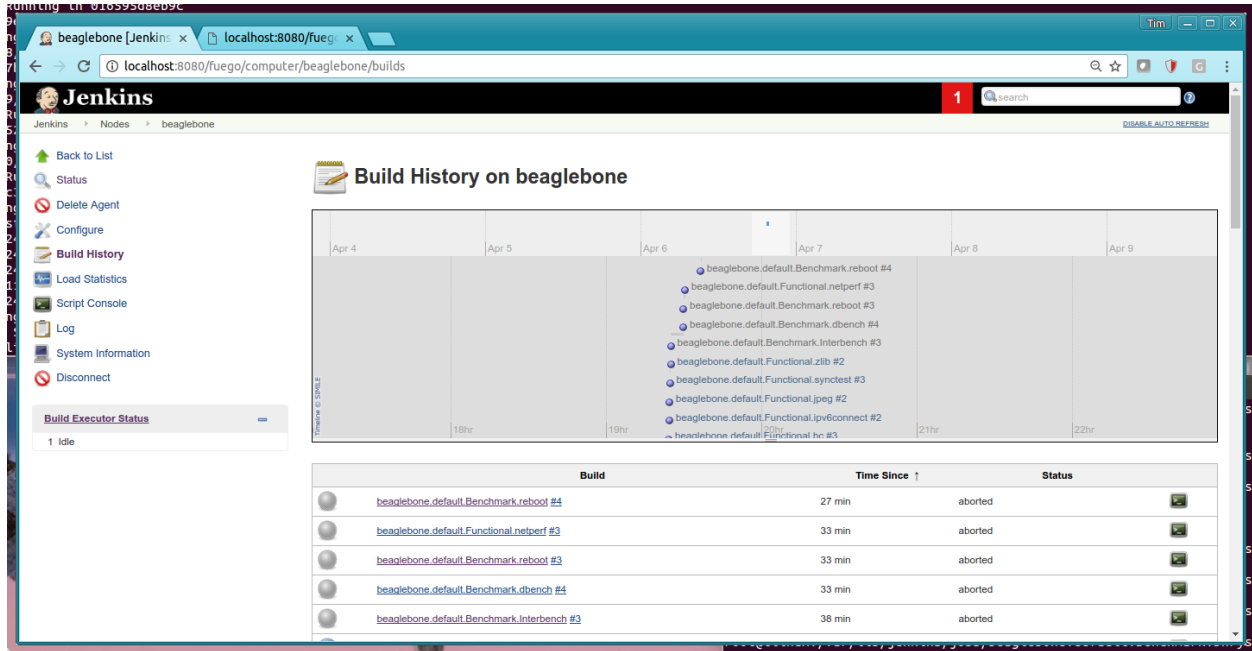 Running in 016595d8eb9c
Tim
beaglebone [Jenkins
localhost:8080/fuego
localhost:8080/fuego/computer/beaglebone/builds
Jenkins
1
search
Jenkins Nodes beaglebone
DISABLE AUTO REFRESH
Back to List
Status
Delete Agent
Configure
Build History
Load Statistics
Script Console
Log
System Information
Disconnect
Build Executor Status
1 Idle
Build History on beaglebone
Apr 4 Apr 5 Apr 6 Apr 7 Apr 8 Apr 9
beaglebone.default.Benchmark.reboot #4
beaglebone.default.Functional.netperf #3
beaglebone.default.Benchmark.reboot #3
beaglebone.default.Benchmark.dbench #4
beaglebone.default.Benchmark.Interbench #3
beaglebone.default.Functional.zlib #2
beaglebone.default.Functional.synctest #3
beaglebone.default.Functional.jpeg #2
beaglebone.default.Functional.ipv6connect #2
beaglebone.default.Functional.bc #3
18hr 19hr 20hr 21hr 22hr
Timeline © SIMILE
Build Time Since ↑ Status
beaglebone.default.Benchmark.reboot #4 27 min aborted
beaglebone.default.Functional.netperf #3 33 min aborted
beaglebone.default.Benchmark.reboot #3 33 min aborted
beaglebone.default.Benchmark.dbench #4 33 min aborted
beaglebone.default.Benchmark.Interbench #3 38 min aborted